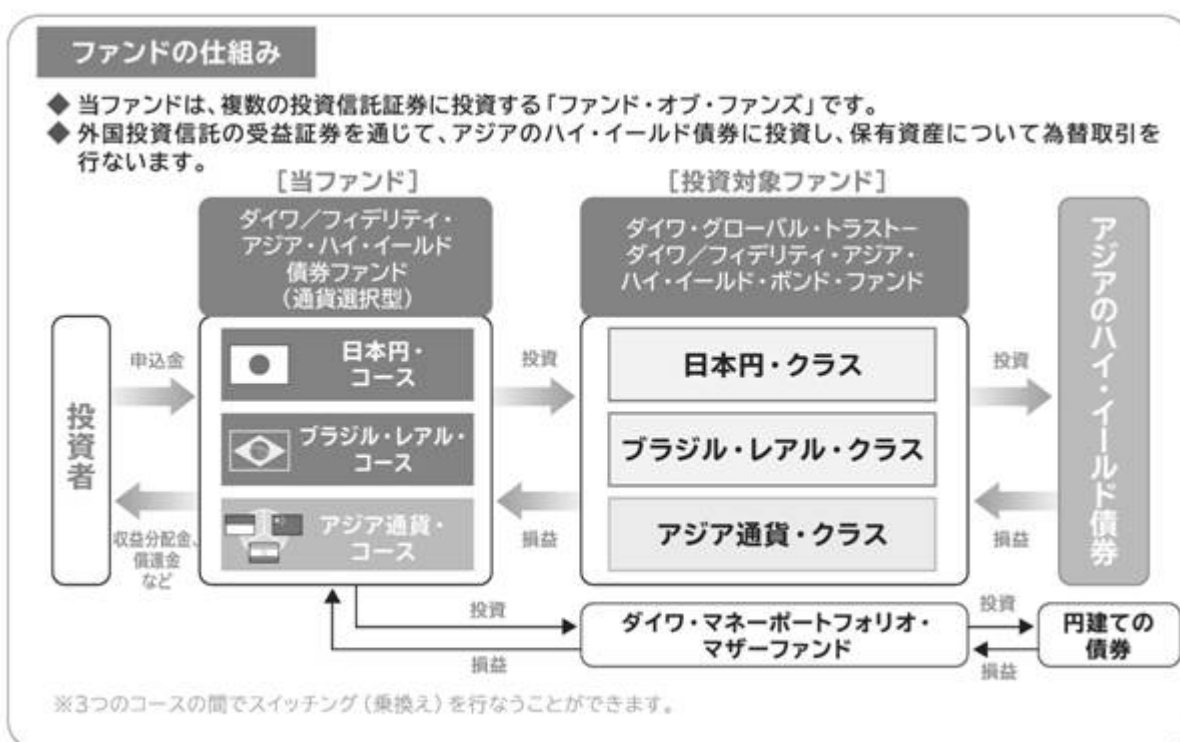 ファンドの仕組み
◆ 当ファンドは、複数の投資信託証券に投資する「ファンド・オブ・ファンズ」です。
◆ 外国投資信託の受益証券を通じて、アジアのハイ・イールド債券に投資し、保有資産について為替取引を
行ないます。
[当ファンド]
[投資対象ファンド]
ダイワ／フィデリティ・
アジア・ハイ・イールド
債券ファンド
（通貨選択型）
ダイワ・グローバル・トラスト－
ダイワ／フィデリティ・アジア・
ハイ・イールド・ボンド・ファンド
投資者
申込金
収益分配金、
償還金
など
日本円・
コース
ブラジル・レアル・
コース
アジア通貨・
コース
投資
損益
日本円・クラス
ブラジル・レアル・クラス
アジア通貨・クラス
投資
損益
アジアのハイ・イールド債券
投資
損益
ダイワ・マネーポートフォリオ・
マザーファンド
投資
損益
円建ての
債券
※3つのコースの間でスイッチング（乗換え）を行なうことができます。